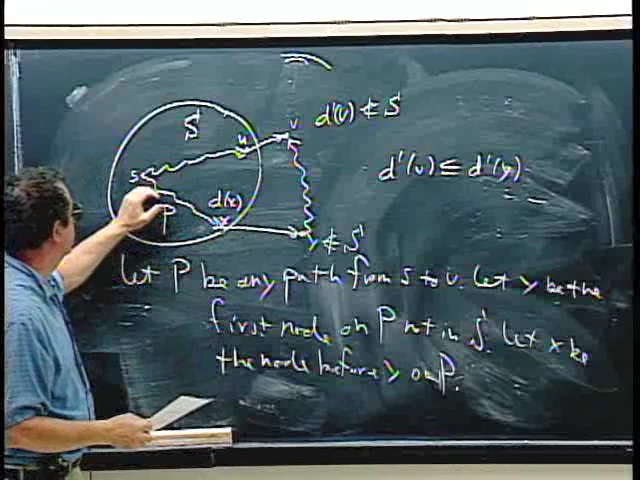 S
v
d'(v) ∉ S
u
s
d'(v) ≤ d'(y)
d(x)
P
x
y ∉ S
Let P be any path from s to v. Let y be the
first node on P not in S. Let x be
the node before y on P.